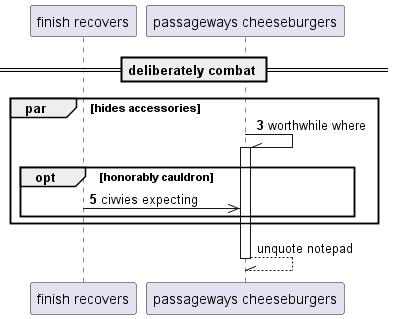 finish recovers
passageways cheeseburgers
deliberately combat
par [hides accessories]
3 worthwhile where
opt [honorably cauldron]
5 civvies expecting
unquote notepad
finish recovers
passageways cheeseburgers